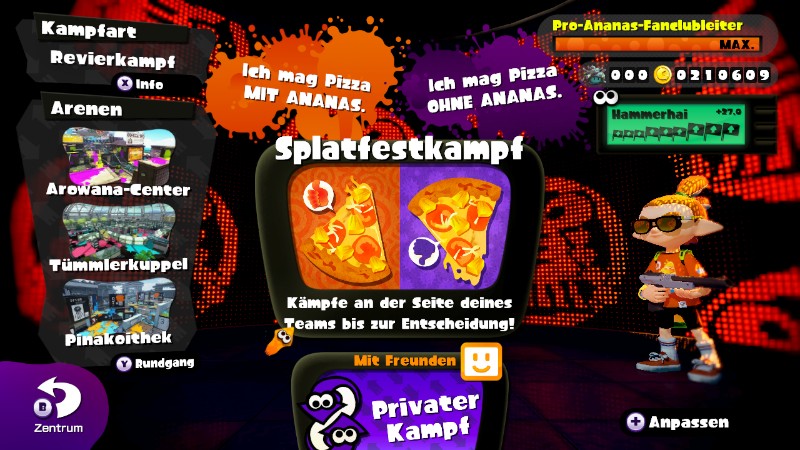 Kampfart
Revierkampf
X Info
Arenen
Arowana-Center
Tümmlerkuppel
Pinakoithek
Y Rundgang
B
Zentrum
Ich mag Pizza
MIT ANANAS.
Ich mag Pizza
OHNE ANANAS.
Splatfestkampf
Kämpfe an der Seite deines
Teams bis zur Entscheidung!
Mit Freunden
Privater
Kampf
Pro-Ananas-Fanclubleiter
MAX.
000 0210609
Hammerhai +27.0
+ Anpassen